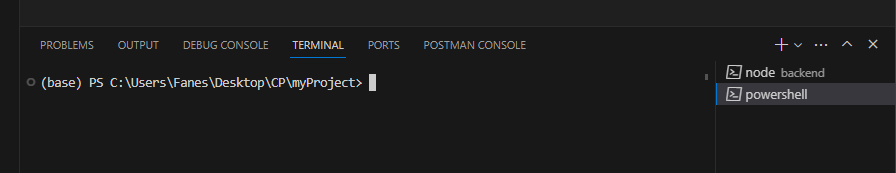 PROBLEMS OUTPUT DEBUG CONSOLE TERMINAL PORTS POSTMAN CONSOLE
(base) PS C:\Users\Fanes\Desktop\CP\myProject>
node backend
powershell